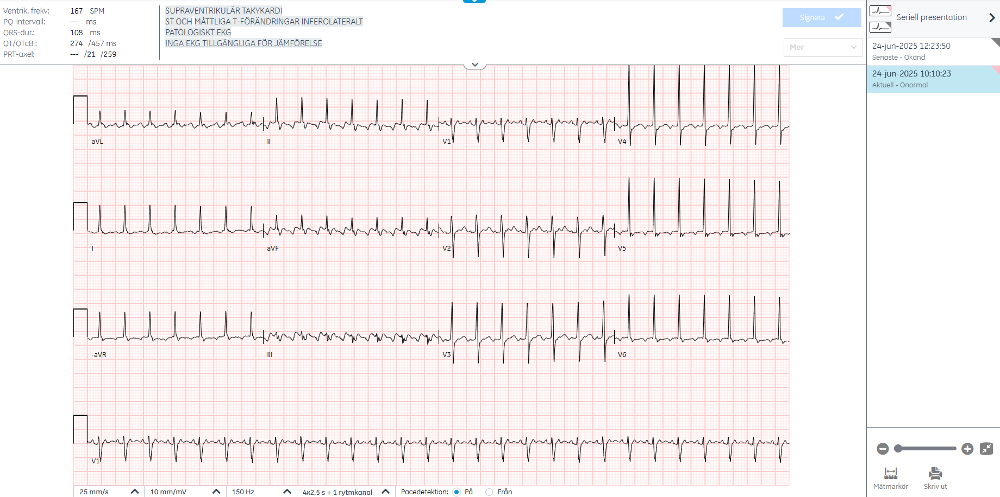 Ventrik. frekv: 167 SPM
PQ-intervall: --- ms
QRS-dur.: 108 ms
QT/QTcB : 274 /457 ms
PRT-axel: --- /21 /259
SUPRAVENTRIKULÄR TAKYKARDI
ST OCH MÅTTLIGA T-FÖRÄNDRINGAR INFEROLATERALT
PATOLOGISKT EKG
INGA EKG TILLGÄNGLIGA FÖR JÄMFÖRELSE
Signera
Mer
Seriell presentation
24-jun-2025 12:23:50
Senaste - Okänd
24-jun-2025 10:10:23
Aktuell - Onormal
aVL II V1 V4
I aVF V2 V5
-aVR III V3 V6
V1
25 mm/s 10 mm/mV 150 Hz 4x2,5 s + 1 rytmkanal Pacedetektion: På Från
Mätmarkör Skriv ut